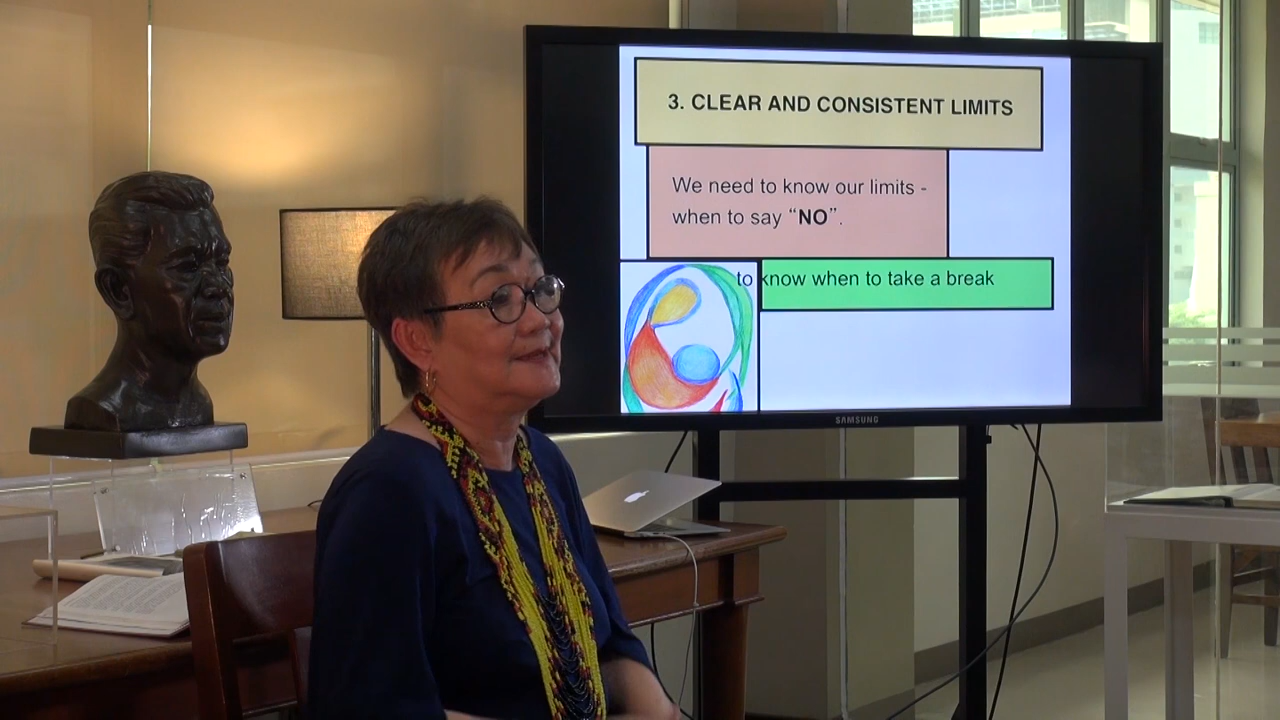 3. CLEAR AND CONSISTENT LIMITS
We need to know our limits -
when to say “NO”.
to know when to take a break
SAMSUNG